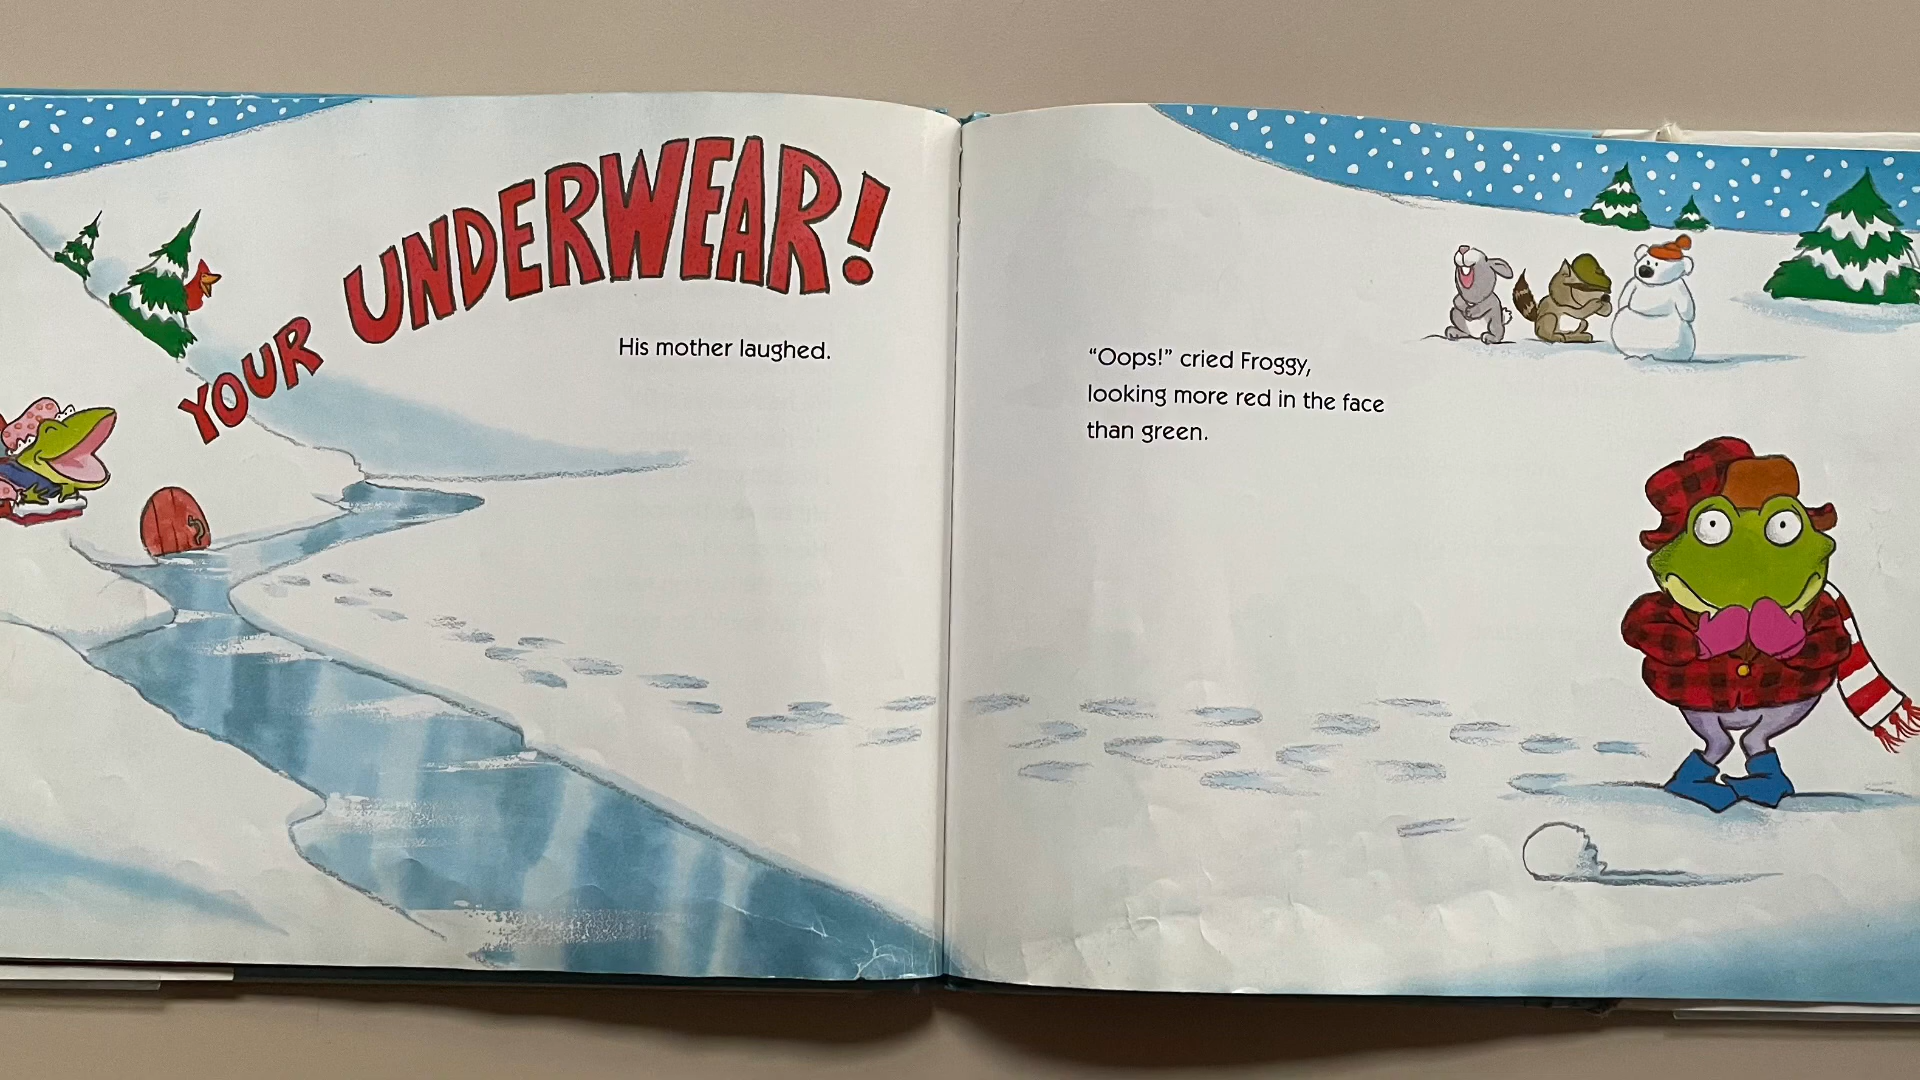 YOUR UNDERWEAR!
His mother laughed.
“Oops!” cried Froggy,
looking more red in the face
than green.